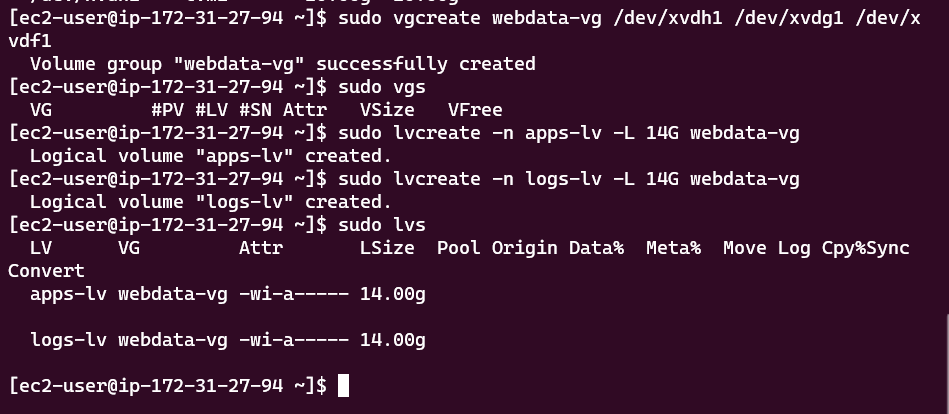 [ec2-user@ip-172-31-27-94 ~]$ sudo vgcreate webdata-vg /dev/xvdh1 /dev/xvdg1 /dev/x
vdf1
  Volume group "webdata-vg" successfully created
[ec2-user@ip-172-31-27-94 ~]$ sudo vgs
  VG         #PV #LV #SN Attr   VSize   VFree
[ec2-user@ip-172-31-27-94 ~]$ sudo lvcreate -n apps-lv -L 14G webdata-vg
  Logical volume "apps-lv" created.
[ec2-user@ip-172-31-27-94 ~]$ sudo lvcreate -n logs-lv -L 14G webdata-vg
  Logical volume "logs-lv" created.
[ec2-user@ip-172-31-27-94 ~]$ sudo lvs
  LV      VG         Attr       LSize  Pool Origin Data%  Meta%  Move Log Cpy%Sync
Convert
  apps-lv webdata-vg -wi-a----- 14.00g
  logs-lv webdata-vg -wi-a----- 14.00g
[ec2-user@ip-172-31-27-94 ~]$